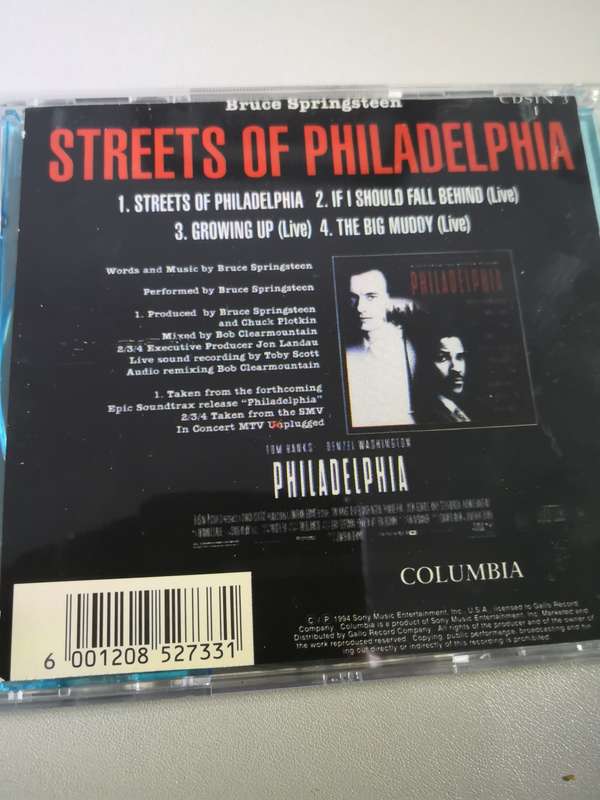 Bruce Springsteen
CDSIN 3
STREETS OF PHILADELPHIA
1. STREETS OF PHILADELPHIA 2. IF I SHOULD FALL BEHIND (Live)
3. GROWING UP (Live) 4. THE BIG MUDDY (Live)
Words and Music by Bruce Springsteen
Performed by Bruce Springsteen
1. Produced by Bruce Springsteen
and Chuck Plotkin
Mixed by Bob Clearmountain
2/3/4 Executive Producer Jon Landau
Live sound recording by Toby Scott
Audio remixing Bob Clearmountain
1. Taken from the forthcoming
Epic Soundtrax release "Philadelphia"
2/3/4 Taken from the SMV
In Concert MTV Unplugged
PHILADELPHIA
TOM HANKS DENZEL WASHINGTON
PHILADELPHIA
COLUMBIA
C / P 1994 Sony Music Entertainment, Inc. U.S.A., licensed to Gallo Record
Company. Columbia is a product of Sony Music Entertainment, Inc. Marketed and
Distributed by Gallo Record Company. All rights of the producer and of the owner of
the work reproduced reserved. Copying, public performance, broadcasting and hir-
ing out directly or indirectly of this recording is prohibited.
6 001208 527331